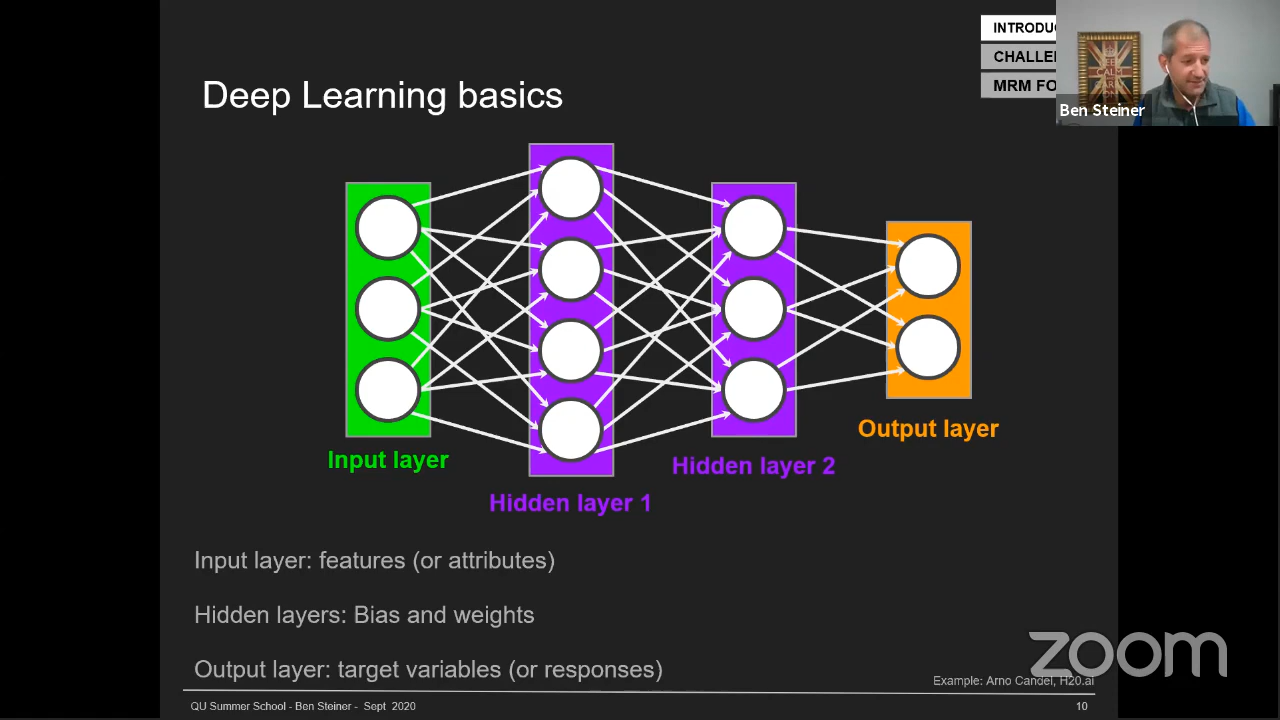 INTRODUC
CHALLEN
MRM FO
Ben Steiner
Deep Learning basics
Input layer
Hidden layer 1
Hidden layer 2
Output layer
Input layer: features (or attributes)
Hidden layers: Bias and weights
Output layer: target variables (or responses)
zoom
Example: Arno Candel, H20.ai
QU Summer School - Ben Steiner - Sept 2020
10